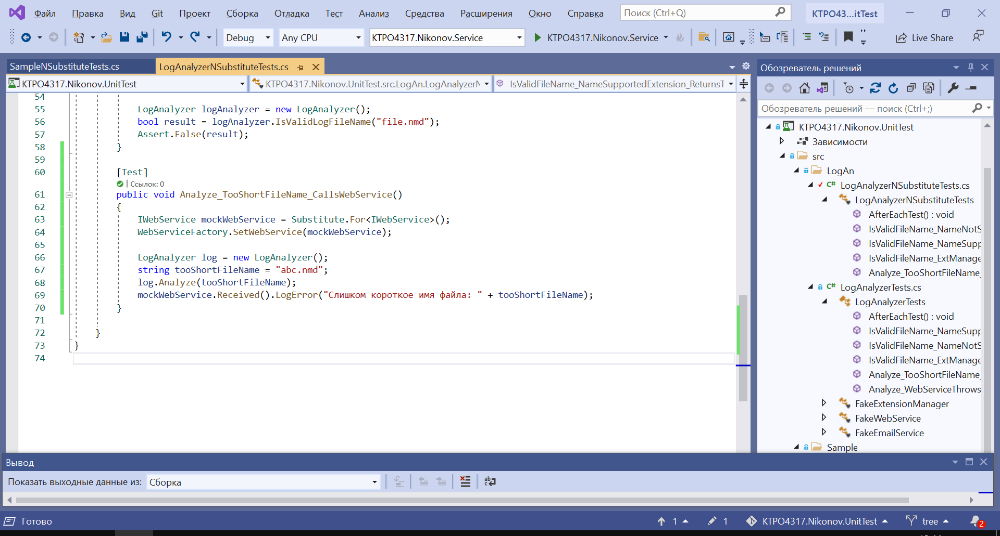 Файл Правка Вид Git Проект Сборка Отладка Тест Анализ Средства Расширения Окно Справка Поиск (Ctrl+Q) КТРО43...itTest
Debug Any CPU KTPO4317.Nikonov.Service KTPO4317.Nikonov.Service Live Share
SampleNSubstituteTests.cs LogAnalyzerNSubstituteTests.cs
KTPO4317.Nikonov.UnitTest KTPO4317.Nikonov.UnitTest.src.LogAn.LogAnalyzerN IsValidFileName_NameSupportedExtension_ReturnsT
54
55 LogAnalyzer logAnalyzer = new LogAnalyzer();
56 bool result = logAnalyzer.IsValidLogFileName("file.nmd");
57 Assert.False(result);
58 }
59
60 [Test]
Ссылок: 0
61 public void Analyze_TooShortFileName_CallsWebService()
62 {
63 IWebService mockWebService = Substitute.For<IWebService>();
64 WebServiceFactory.SetWebService(mockWebService);
65
66 LogAnalyzer log = new LogAnalyzer();
67 string tooShortFileName = "abc.nmd";
68 log.Analyze(tooShortFileName);
69 mockWebService.Received().LogError("Слишком короткое имя файла: " + tooShortFileName);
70 }
71
72 }
73 }
74
Обозреватель решений
Обозреватель решений — поиск (Ctrl+;)
KTPO4317.Nikonov.UnitTest
Зависимости
src
LogAn
C# LogAnalyzerNSubstituteTests.cs
LogAnalyzerNSubstituteTests
AfterEachTest() : void
IsValidFileName_NameNotS
IsValidFileName_NameSupp
IsValidFileName_ExtManage
Analyze_TooShortFileName_
C# LogAnalyzerTests.cs
LogAnalyzerTests
AfterEachTest() : void
IsValidFileName_NameSupp
IsValidFileName_NameNotS
IsValidFileName_ExtManage
Analyze_TooShortFileName_
Analyze_WebServiceThrows
FakeExtensionManager
FakeWebService
FakeEmailService
Sample
Вывод
Показать выходные данные из: Сборка
Готово 1 1 KTPO4317.Nikonov.UnitTest tree 2